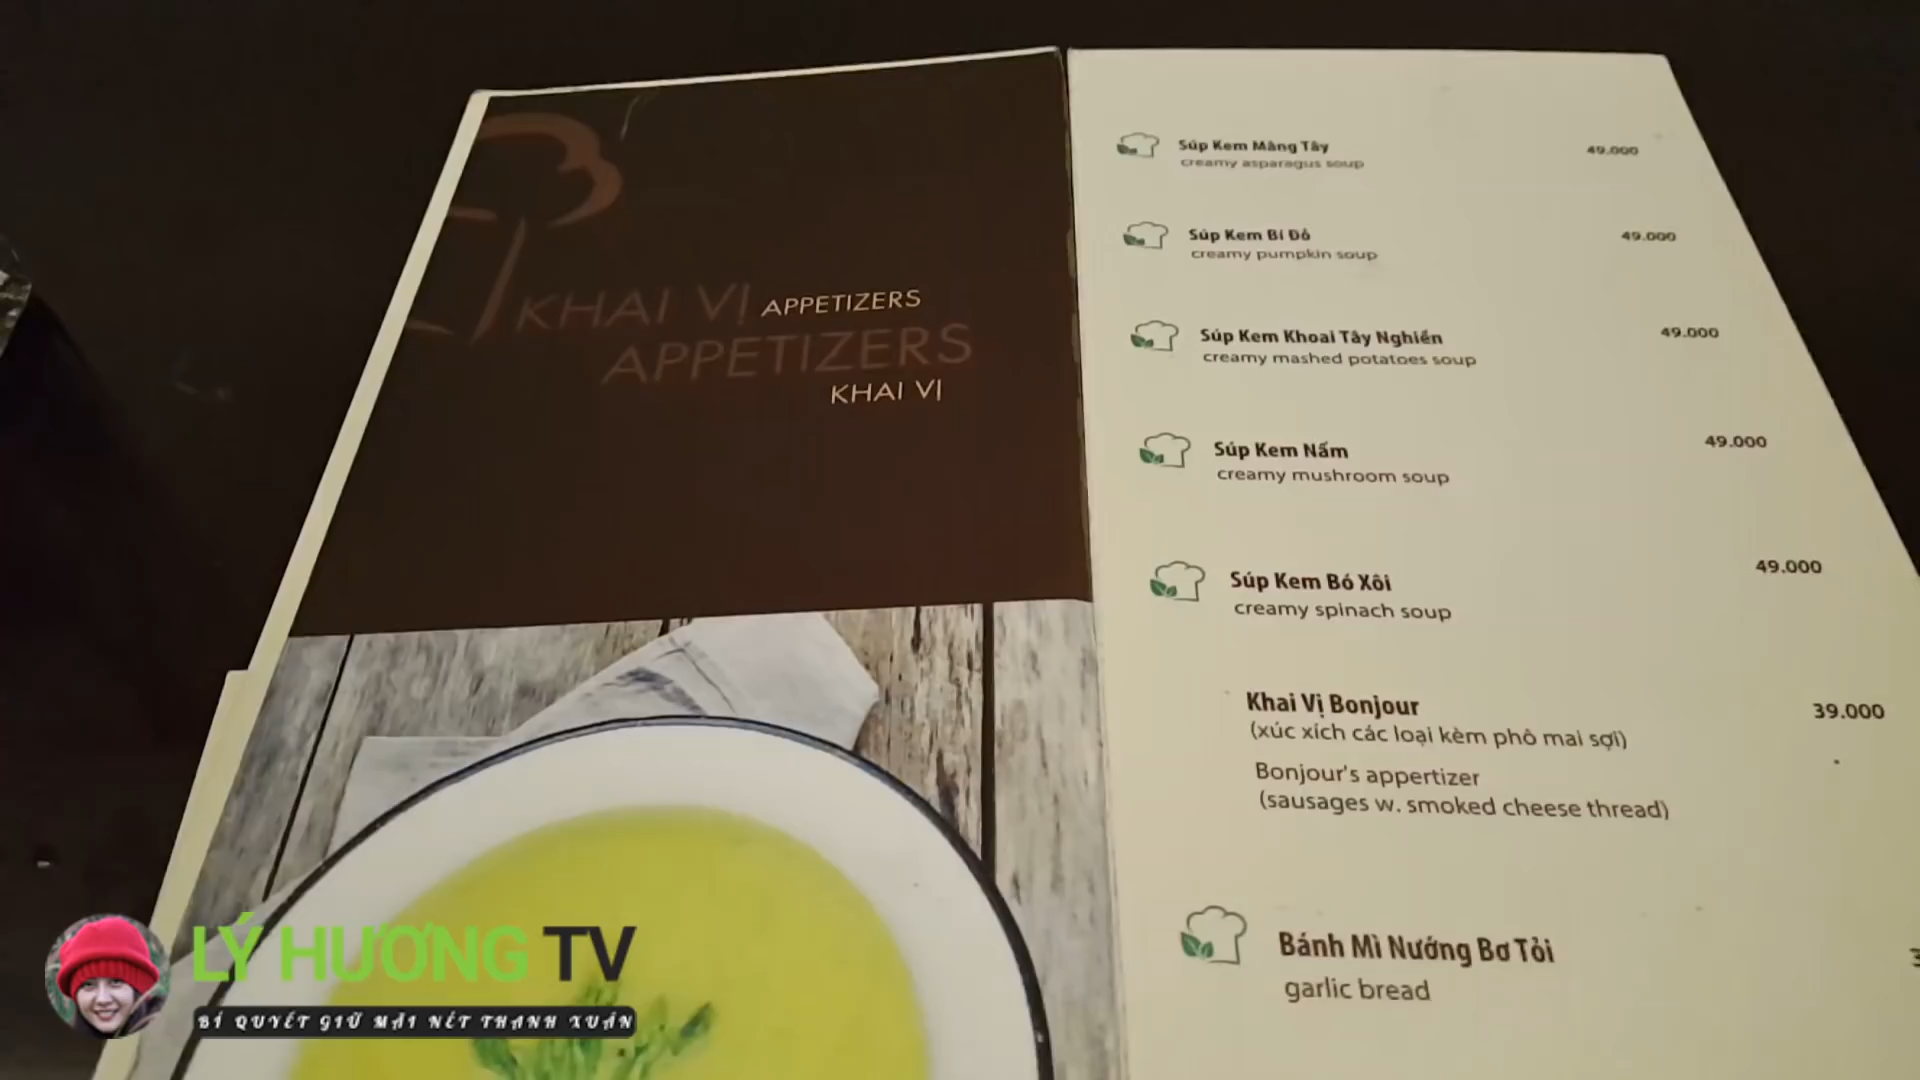 KHAI VỊ APPETIZERS
APPETIZERS
KHAI VỊ
Súp Kem Măng Tây 49.000
creamy asparagus soup
Súp Kem Bí Đỏ 49.000
creamy pumpkin soup
Súp Kem Khoai Tây Nghiền 49.000
creamy mashed potatoes soup
Súp Kem Nấm 49.000
creamy mushroom soup
Súp Kem Bó Xôi 49.000
creamy spinach soup
Khai Vị Bonjour 39.000
(xúc xích các loại kèm phô mai sợi)
Bonjour's appertizer
(sausages w. smoked cheese thread)
Bánh Mì Nướng Bơ Tỏi
garlic bread
LÝ HƯƠNG TV
BÍ QUYẾT GIỮ MÃI NÉT THANH XUÂN